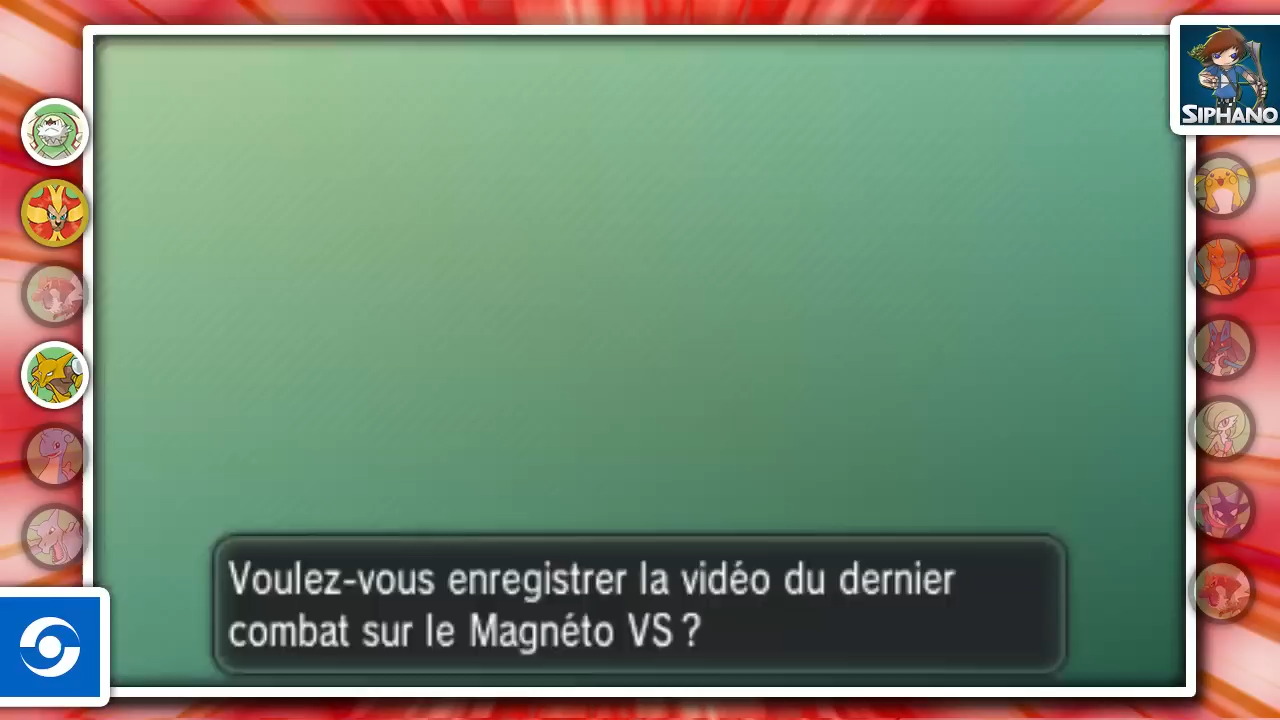 SIPHANO
Voulez-vous enregistrer la vidéo du dernier
combat sur le Magnéto VS ?